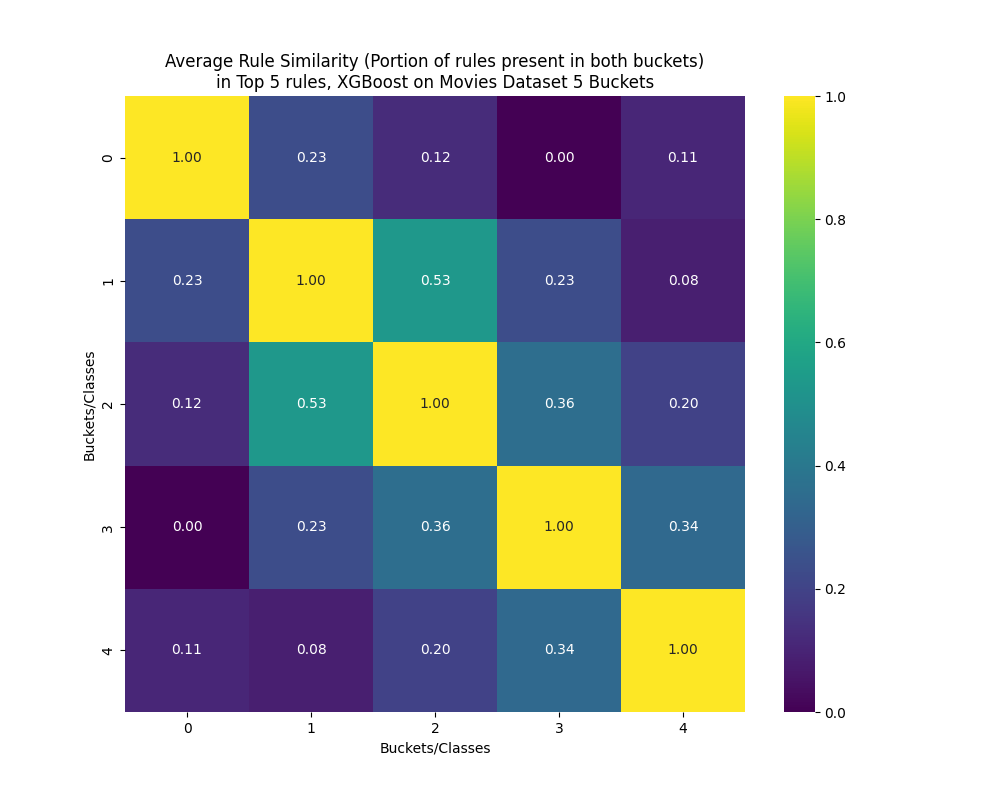 Average Rule Similarity (Portion of rules present in both buckets)
in Top 5 rules, XGBoost on Movies Dataset 5 Buckets
1.0
0 1.00 0.23 0.12 0.00 0.11
0.8
1 0.23 1.00 0.53 0.23 0.08
0.6
Buckets/Classes
2 0.12 0.53 1.00 0.36 0.20
0.4
3 0.00 0.23 0.36 1.00 0.34
0.2
4 0.11 0.08 0.20 0.34 1.00
0.0
0 1 2 3 4
Buckets/Classes